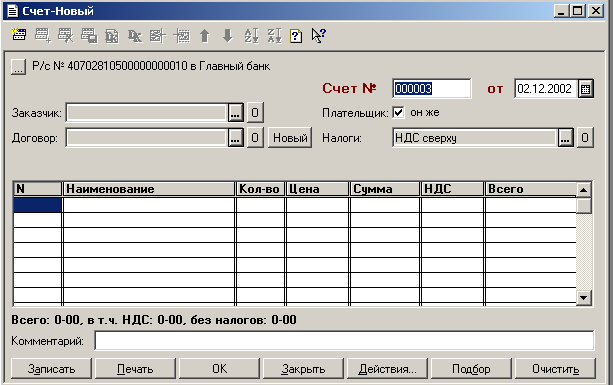 Счет-Новый
... Р/с № 40702810500000000010 в Главный банк
Счет № 000003 от 02.12.2002
Заказчик: ... 0 Плательщик: он же
Договор: ... 0 Новый Налоги: НДС сверху ... 0
N Наименование Кол-во Цена Сумма НДС Всего
Всего: 0-00, в т.ч. НДС: 0-00, без налогов: 0-00
Комментарий:
Записать Печать OK Закрыть Действия... Подбор Очистить